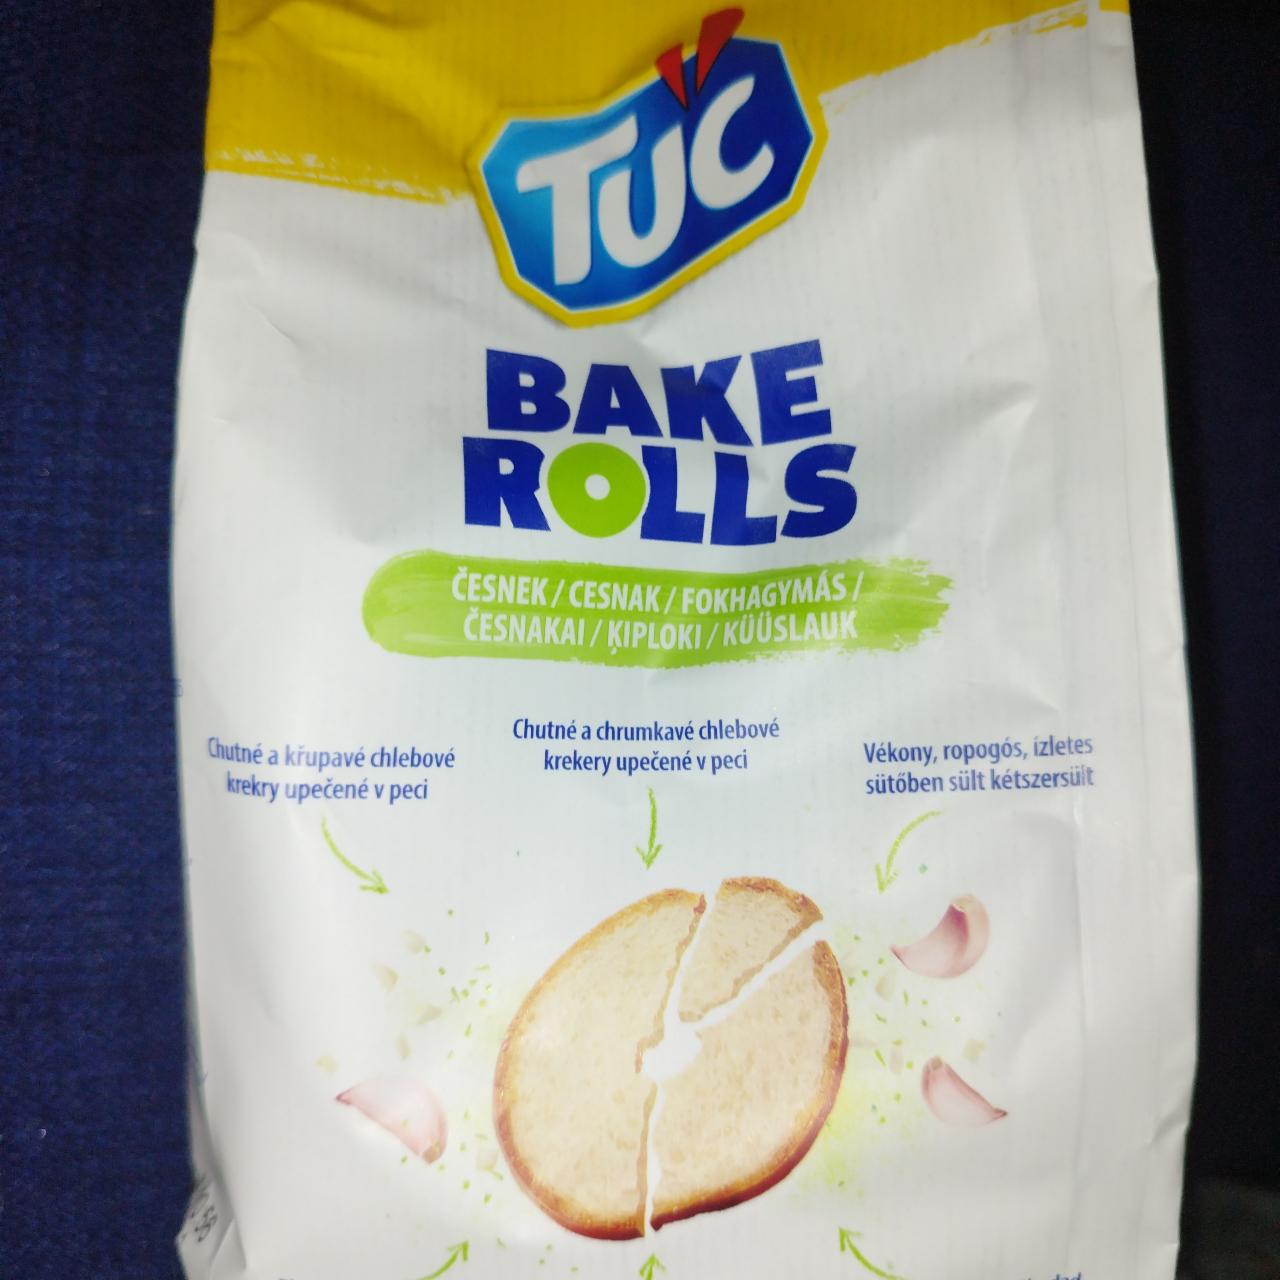 TUC
BAKE
ROLLS
ČESNEK / CESNAK / FOKHAGYMÁS /
ČESNAKAI / ĶIPLOKI / KÜÜSLAUK
Chutné a křupavé chlebové
krekry upečené v peci
Chutné a chrumkavé chlebové
krekery upečené v peci
Vékony, ropogós, ízletes
sütőben sült kétszersült